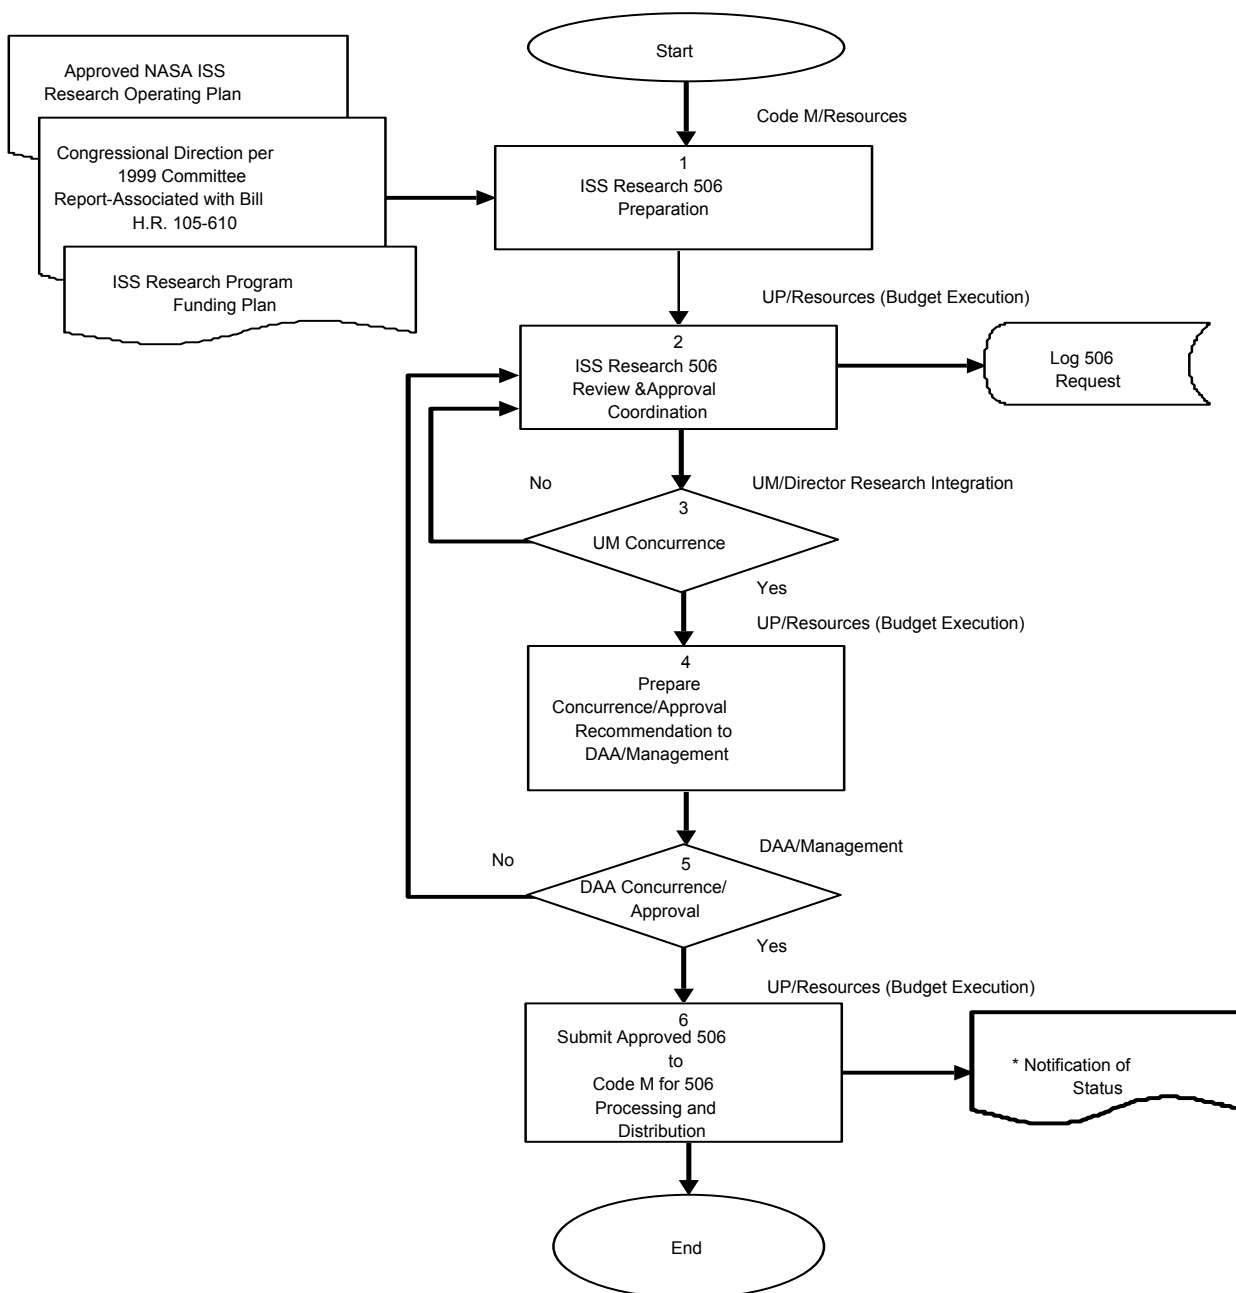 Start
Approved NASA ISS
Research Operating Plan
Code M/Resources
Congressional Direction per
1999 Committee
Report-Associated with Bill
H.R. 105-610
1
ISS Research 506
Preparation
ISS Research Program
Funding Plan
UP/Resources (Budget Execution)
2
ISS Research 506
Review &Approval
Coordination
Log 506
Request
No
UM/Director Research Integration
3
UM Concurrence
Yes
UP/Resources (Budget Execution)
4
Prepare
Concurrence/Approval
Recommendation to
DAA/Management
No
DAA/Management
5
DAA Concurrence/
Approval
Yes
UP/Resources (Budget Execution)
6
Submit Approved 506
to
Code M for 506
Processing and
Distribution
* Notification of
Status
End